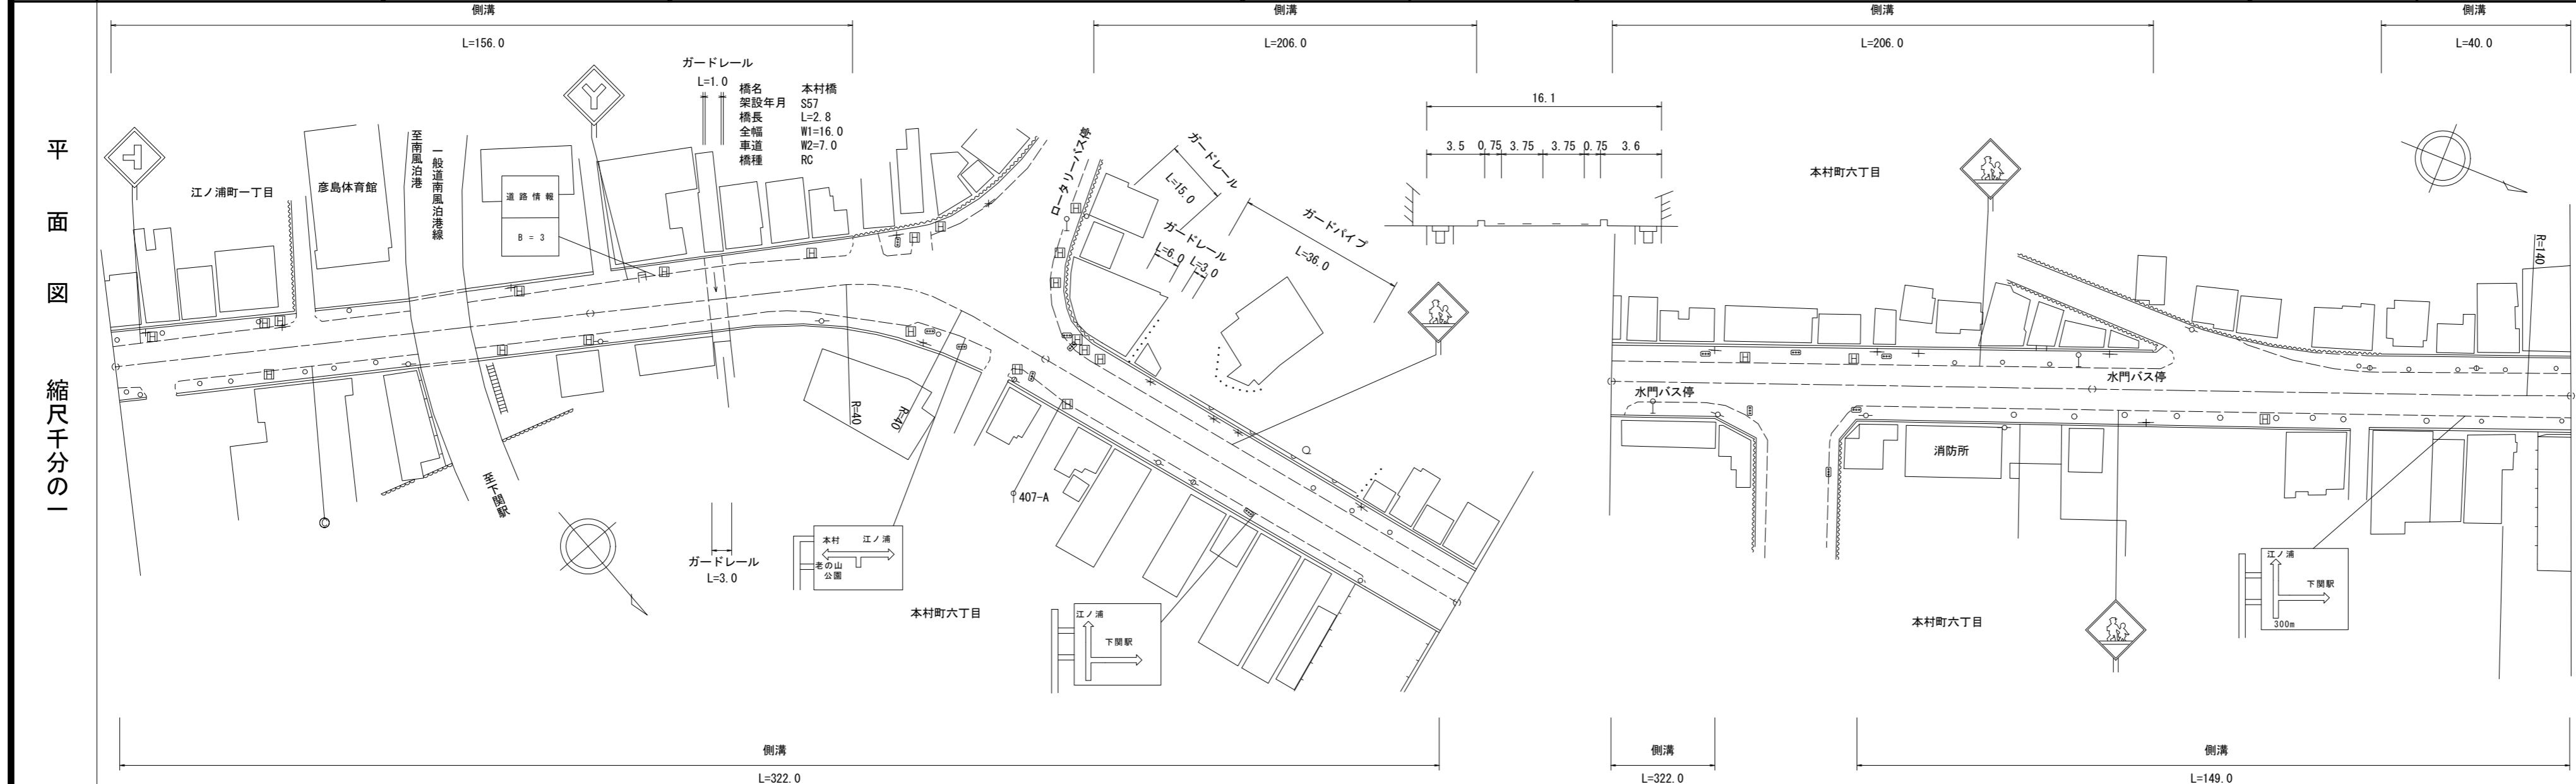 平面図 縮尺千分の一
側溝
L=156.0
側溝
L=206.0
側溝
L=206.0
側溝
L=40.0
ガードレール
L=1.0
橋名 本村橋
架設年月 S57
橋長 L=2.8
全幅 W1=16.0
車道 W2=7.0
橋種 RC
江ノ浦町一丁目
彦島体育館
至南風泊港
一般道南風泊港線
道路情報
B=3
ロータリーバス停
ガードレール
L=15.0
ガードレール
L=6.0
L=3.0
ガードパイプ
L=36.0
16.1
3.5 0.75 3.75 3.75 0.75 3.6
本村町六丁目
R=140
水門バス停
水門バス停
消防所
R=40
R=40
至下関駅
407-A
ガードレール
L=3.0
本村 江ノ浦
老の山
公園
本村町六丁目
江ノ浦
下関駅
本村町六丁目
江ノ浦
下関駅
300m
側溝
L=322.0
側溝
L=322.0
側溝
L=149.0